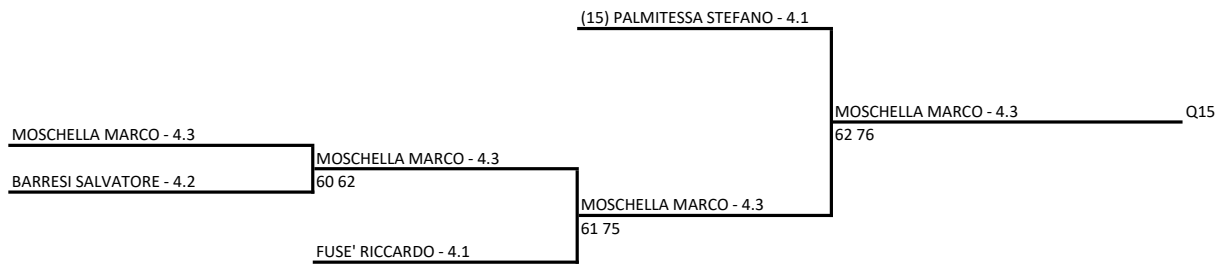 (15) PALMITESSA STEFANO - 4.1
MOSCHELLA MARCO - 4.3
Q15
62 76
MOSCHELLA MARCO - 4.3
MOSCHELLA MARCO - 4.3
BARRESI SALVATORE - 4.2
60 62
MOSCHELLA MARCO - 4.3
61 75
FUSE' RICCARDO - 4.1